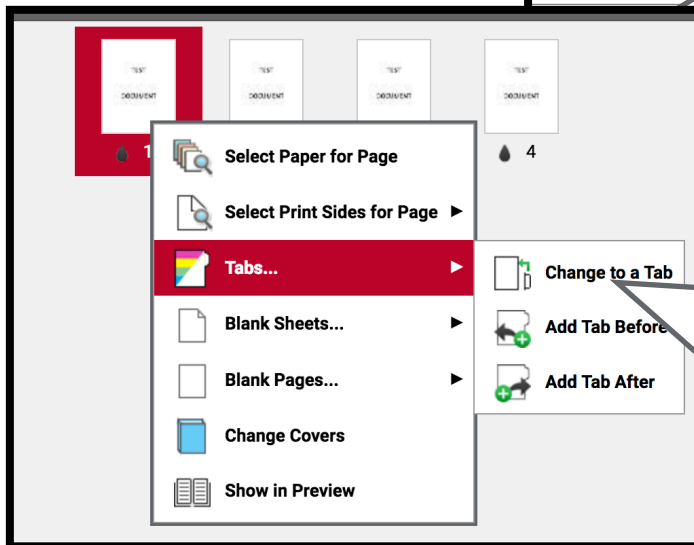 TEST TEST TEST TEST
DOCUMENT DOCUMENT DOCUMENT DOCUMENT
1 4
Select Paper for Page
Select Print Sides for Page
Tabs...
Change to a Tab
Blank Sheets...
Add Tab Before
Blank Pages...
Add Tab After
Change Covers
Show in Preview